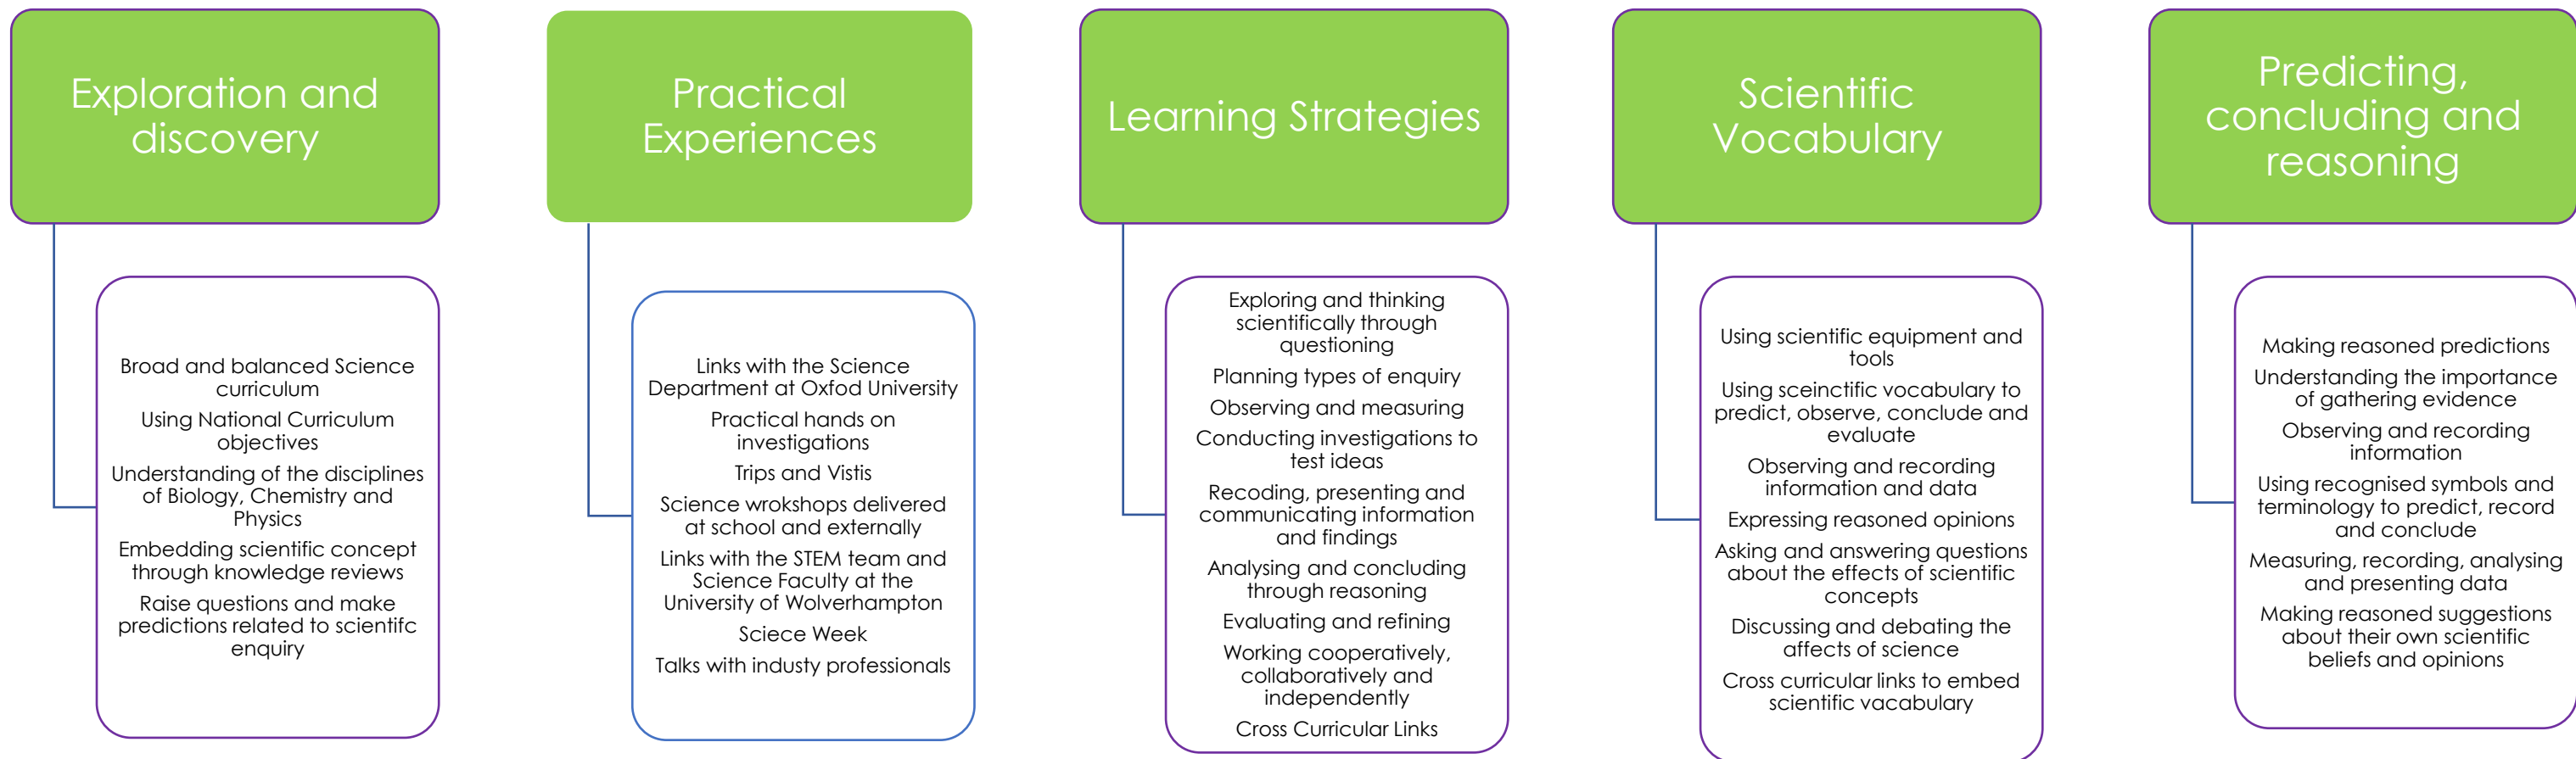 Exploration and
discovery
Broad and balanced Science
curriculum
Using National Curriculum
objectives
Understanding of the disciplines
of Biology, Chemistry and
Physics
Embedding scientific concept
through knowledge reviews
Raise questions and make
predictions related to scientifc
enquiry
Practical
Experiences
Links with the Science
Department at Oxfod University
Practical hands on
investigations
Trips and Vistis
Science wrokshops delivered
at school and externally
Links with the STEM team and
Science Faculty at the
University of Wolverhampton
Sciece Week
Talks with industy professionals
Learning Strategies
Exploring and thinking
scientifically through
questioning
Planning types of enquiry
Observing and measuring
Conducting investigations to
test ideas
Recoding, presenting and
communicating information
and findings
Analysing and concluding
through reasoning
Evaluating and refining
Working cooperatively,
collaboratively and
independently
Cross Curricular Links
Scientific
Vocabulary
Using scientific equipment and
tools
Using sceinctific vocabulary to
predict, observe, conclude and
evaluate
Observing and recording
information and data
Expressing reasoned opinions
Asking and answering questions
about the effects of scientific
concepts
Discussing and debating the
affects of science
Cross curricular links to embed
scientific vacabulary
Predicting,
concluding and
reasoning
Making reasoned predictions
Understanding the importance
of gathering evidence
Observing and recording
information
Using recognised symbols and
terminology to predict, record
and conclude
Measuring, recording, analysing
and presenting data
Making reasoned suggestions
about their own scientific
beliefs and opinions